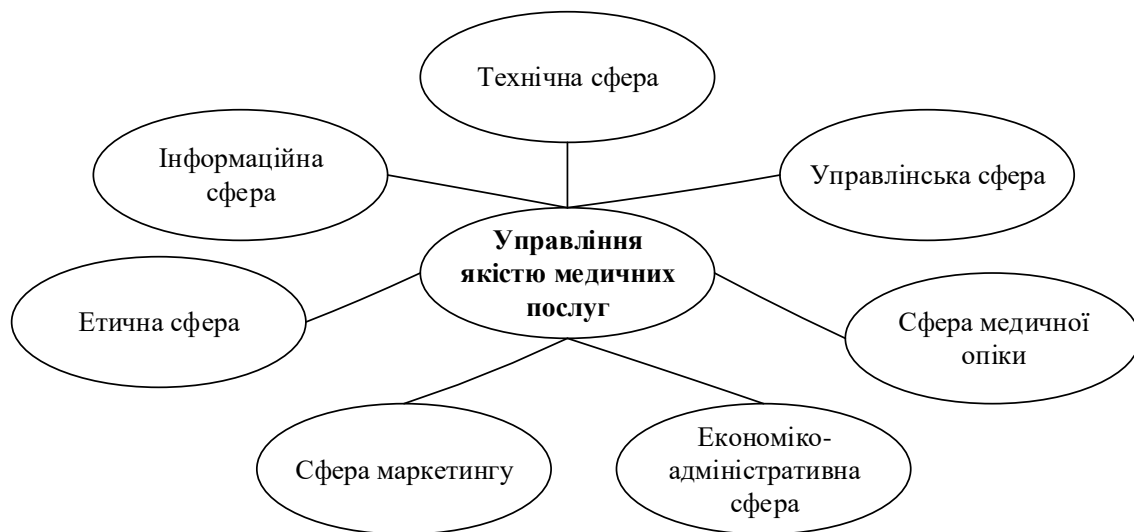 Технічна сфера
Інформаційна
сфера
Управлінська сфера
Управління
якістю медичних
послуг
Етична сфера
Сфера медичної
опіки
Сфера маркетингу
Економіко-
адміністративна
сфера